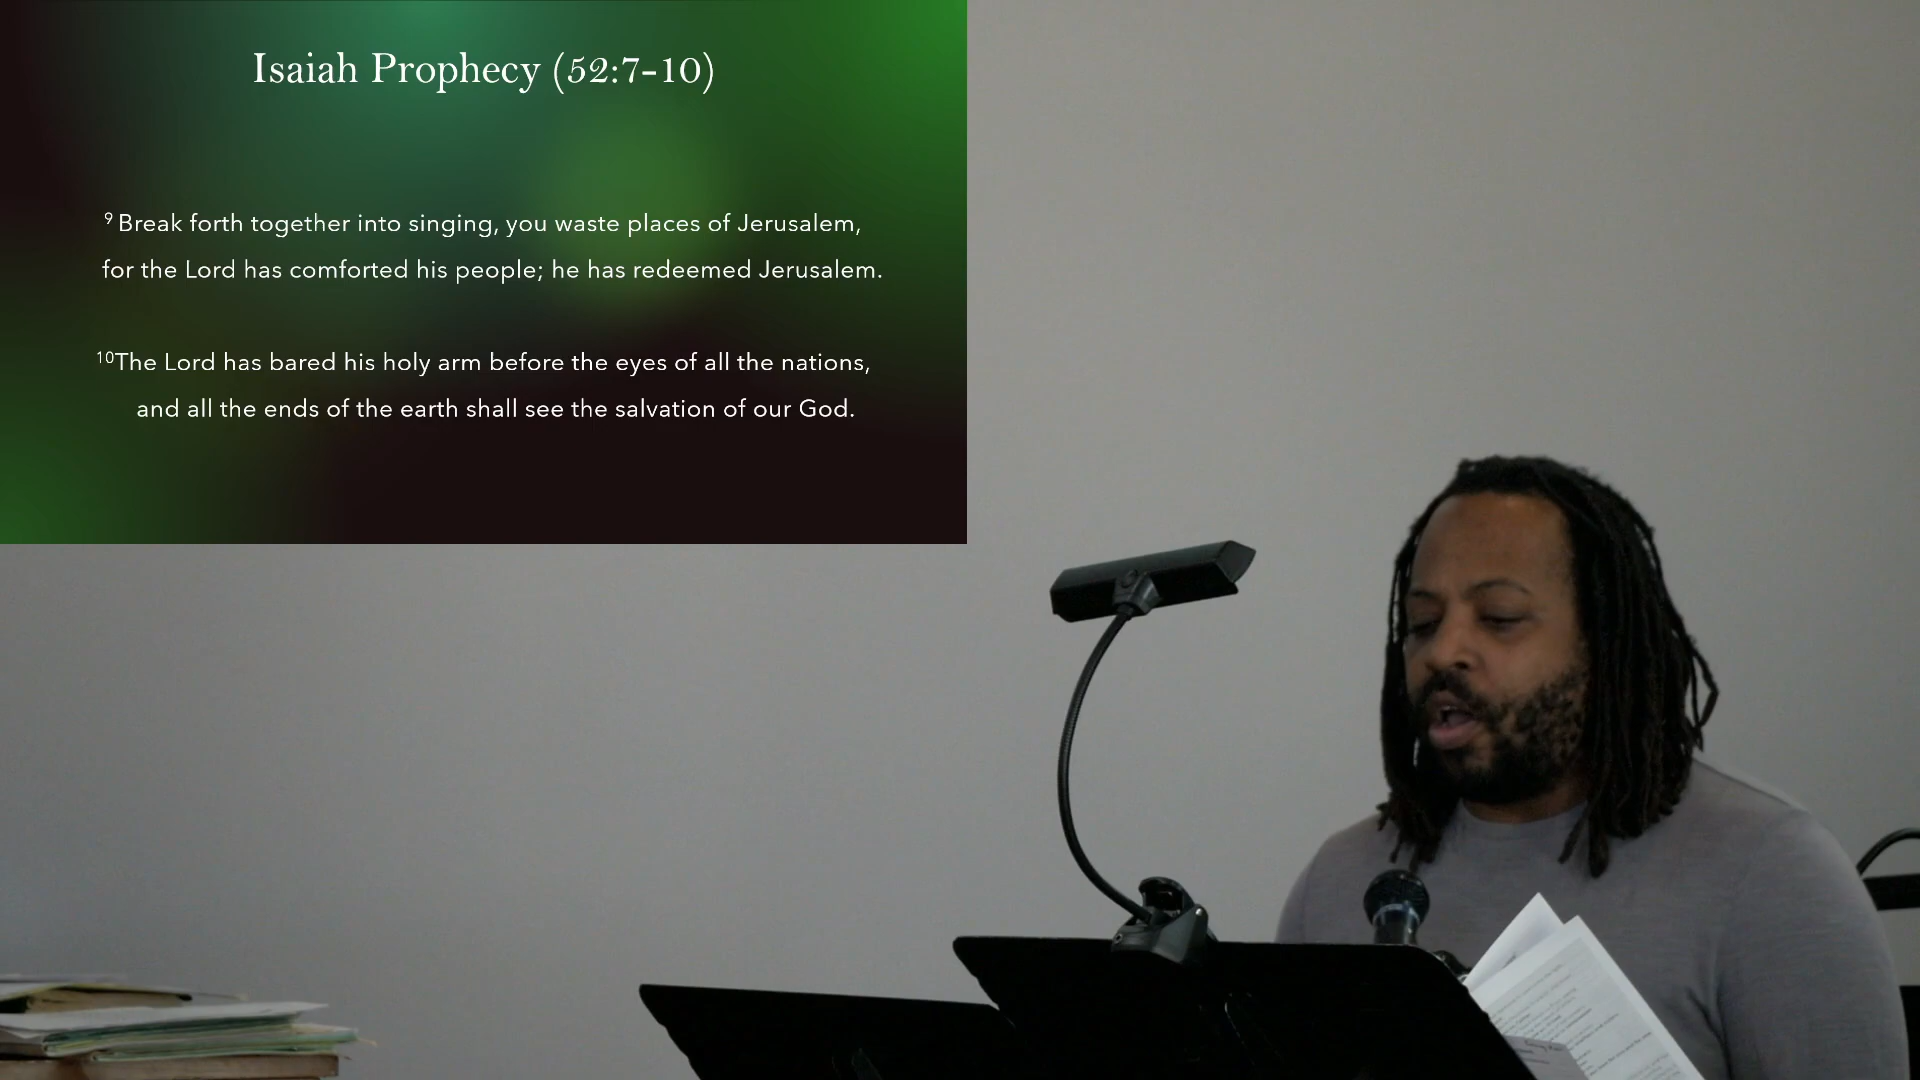 Isaiah Prophecy (52:7-10)
⁹ Break forth together into singing, you waste places of Jerusalem,
for the Lord has comforted his people; he has redeemed Jerusalem.
¹⁰The Lord has bared his holy arm before the eyes of all the nations,
and all the ends of the earth shall see the salvation of our God.